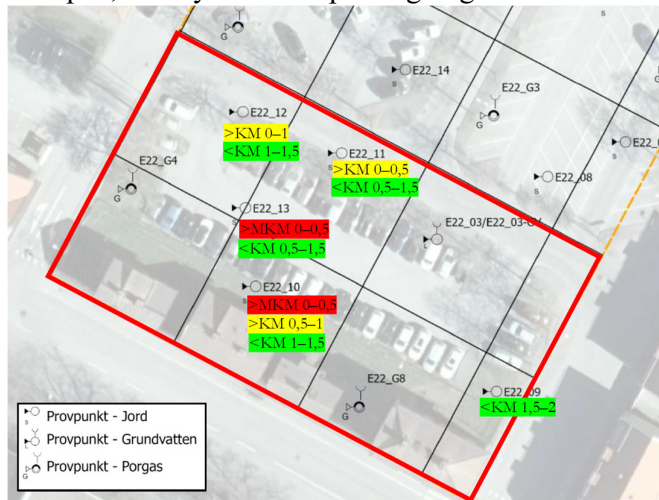 E22_14
E22_G3
E22_12
>KM 0–1
<KM 1–1,5
E22_11
>KM 0–0,5
<KM 0,5–1,5
E22_G4
G
E22_08
E22_13
>MKM 0–0,5
<KM 0,5–1,5
E22_03/E22_03-GV
E22_10
>MKM 0–0,5
>KM 0,5–1
<KM 1–1,5
E22_G8
G
E22_09
<KM 1,5–2
Provpunkt - Jord
Provpunkt - Grundvatten
Provpunkt - Porgas